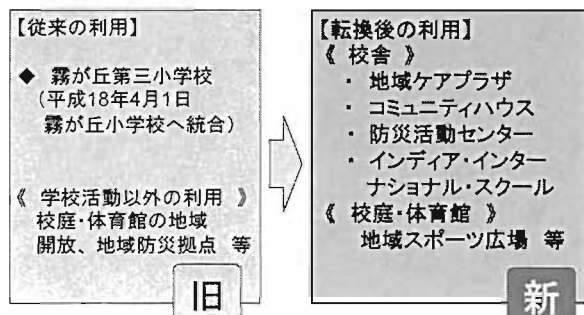 【従来の利用】
◆ 霧が丘第三小学校
(平成18年4月1日
霧が丘小学校へ統合)
《 学校活動以外の利用 》
校庭・体育館の地域
開放、地域防災拠点 等
旧
【転換後の利用】
《 校舎 》
・ 地域ケアプラザ
・ コミュニティハウス
・ 防災活動センター
・ インディア・インター
ナショナル・スクール
《 校庭・体育館 》
地域スポーツ広場 等
新